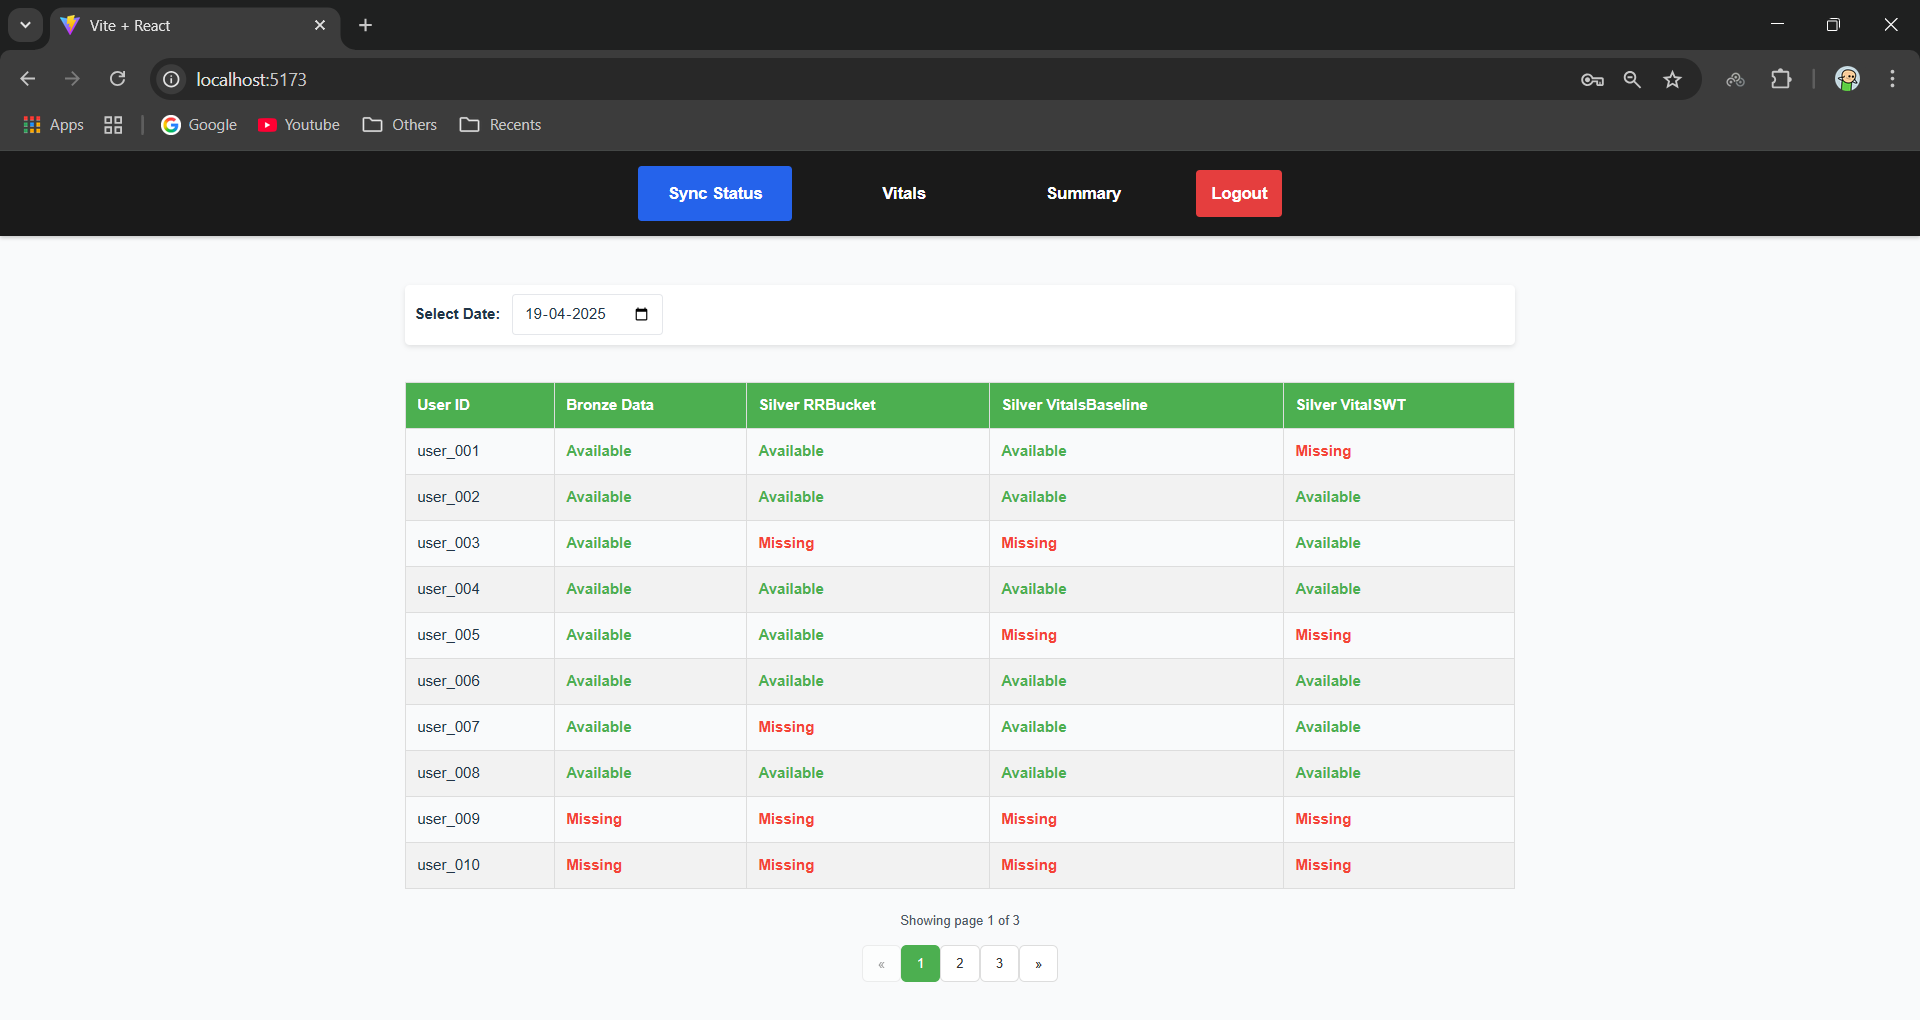 Vite + React
localhost:5173
Apps Google Youtube Others Recents
Sync Status Vitals Summary Logout
Select Date: 19-04-2025
User ID Bronze Data Silver RRBucket Silver VitalsBaseline Silver VitalSWT
user_001 Available Available Available Missing
user_002 Available Available Available Available
user_003 Available Missing Missing Available
user_004 Available Available Available Available
user_005 Available Available Missing Missing
user_006 Available Available Available Available
user_007 Available Missing Available Available
user_008 Available Available Available Available
user_009 Missing Missing Missing Missing
user_010 Missing Missing Missing Missing
Showing page 1 of 3
« 1 2 3 »